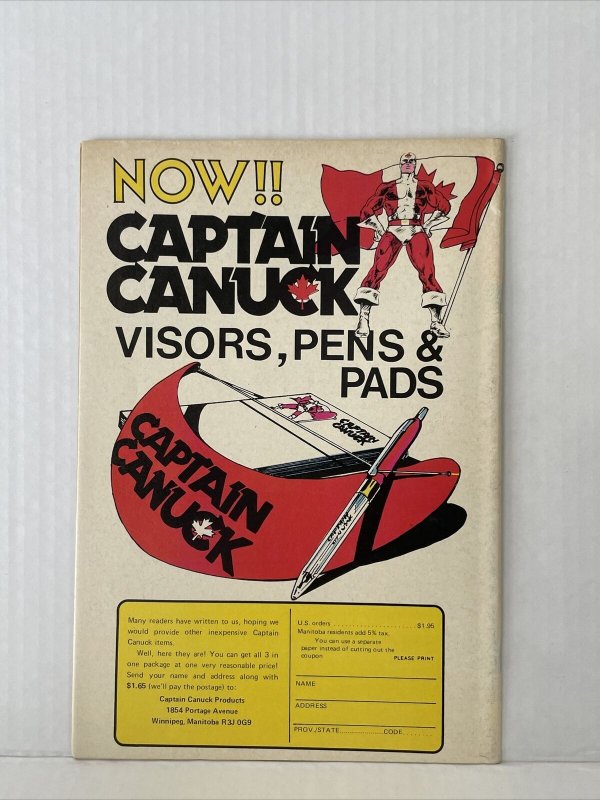 NOW!!
CAPTAIN
CANUCK
VISORS, PENS &
PADS
CAPTAIN
CANUCK
CAPTAIN
CANUCK
CAPTAIN
CANUCK
Many readers have written to us, hoping we
would provide other inexpensive Captain
Canuck items.
Well, here they are! You can get all 3 in
one package at one very reasonable price!
Send your name and address along with
$1.65 (we'll pay the postage) to:
Captain Canuck Products
1854 Portage Avenue
Winnipeg, Manitoba R3J 0G9
U.S. orders . . . . . . . . . . . . . . . . . . . . $1.95
Manitoba residents add 5% tax.
You can use a separate
paper instead of cutting out the
coupon
PLEASE PRINT
NAME
ADDRESS
PROV./STATE......................CODE. . . . . . .